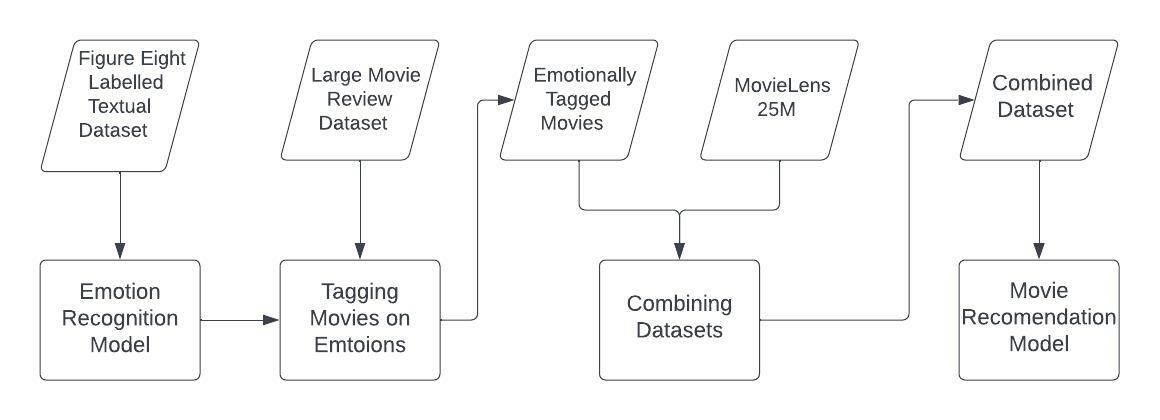 Figure Eight
Labelled
Textual
Dataset
Large Movie
Review
Dataset
Emotionally
Tagged
Movies
MovieLens
25M
Combined
Dataset
Emotion
Recognition
Model
Tagging
Movies on
Emtoions
Combining
Datasets
Movie
Recomendation
Model